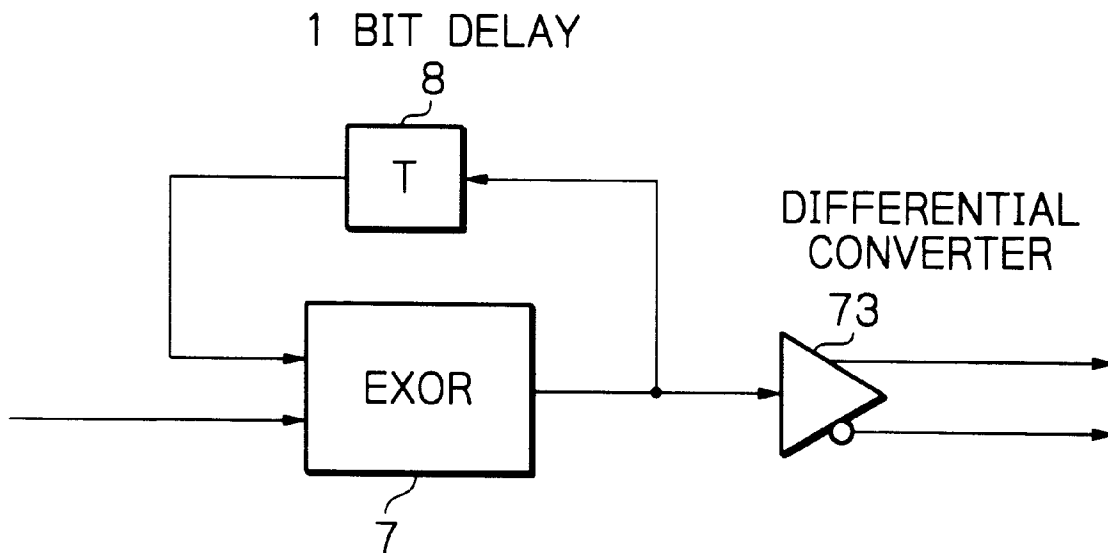 1 BIT DELAY
8
T
DIFFERENTIAL
CONVERTER
73
EXOR
7